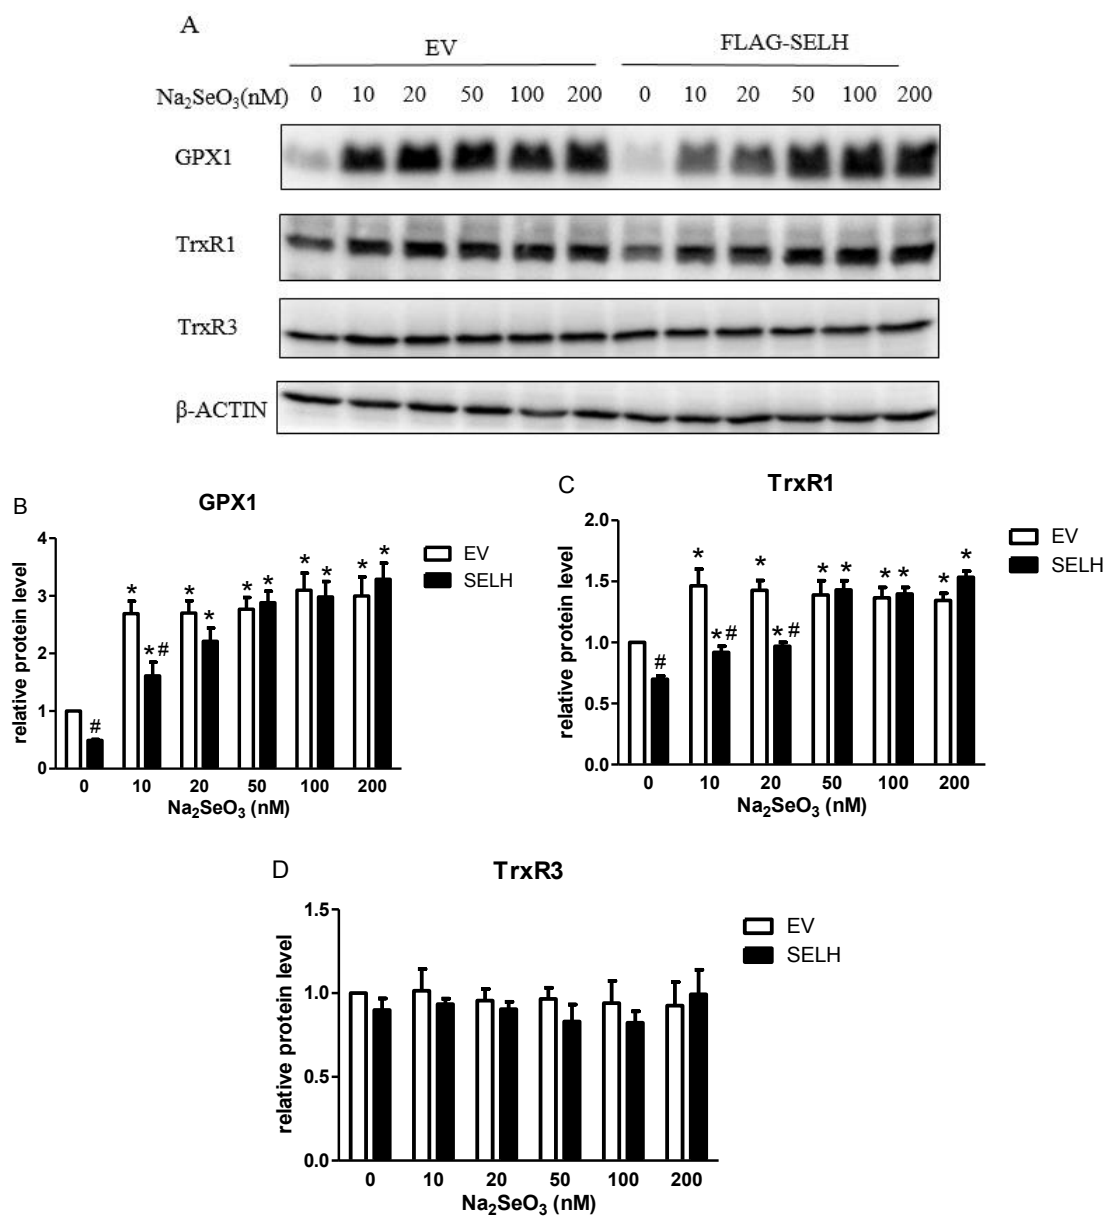 A
EV FLAG-SELH
Na₂SeO₃(nM) 0 10 20 50 100 200 0 10 20 50 100 200
GPX1
TrxR1
TrxR3
β-ACTIN
B
GPX1
relative protein level
4
3
2
1
0
* *# * * * * * * * * #
EV
SELH
0 10 20 50 100 200
Na₂SeO₃ (nM)
C
TrxR1
relative protein level
2.0
1.5
1.0
0.5
0.0
# * *# * *# * * * * * *
EV
SELH
0 10 20 50 100 200
Na₂SeO₃ (nM)
D
TrxR3
relative protein level
1.5
1.0
0.5
0.0
EV
SELH
0 10 20 50 100 200
Na₂SeO₃ (nM)